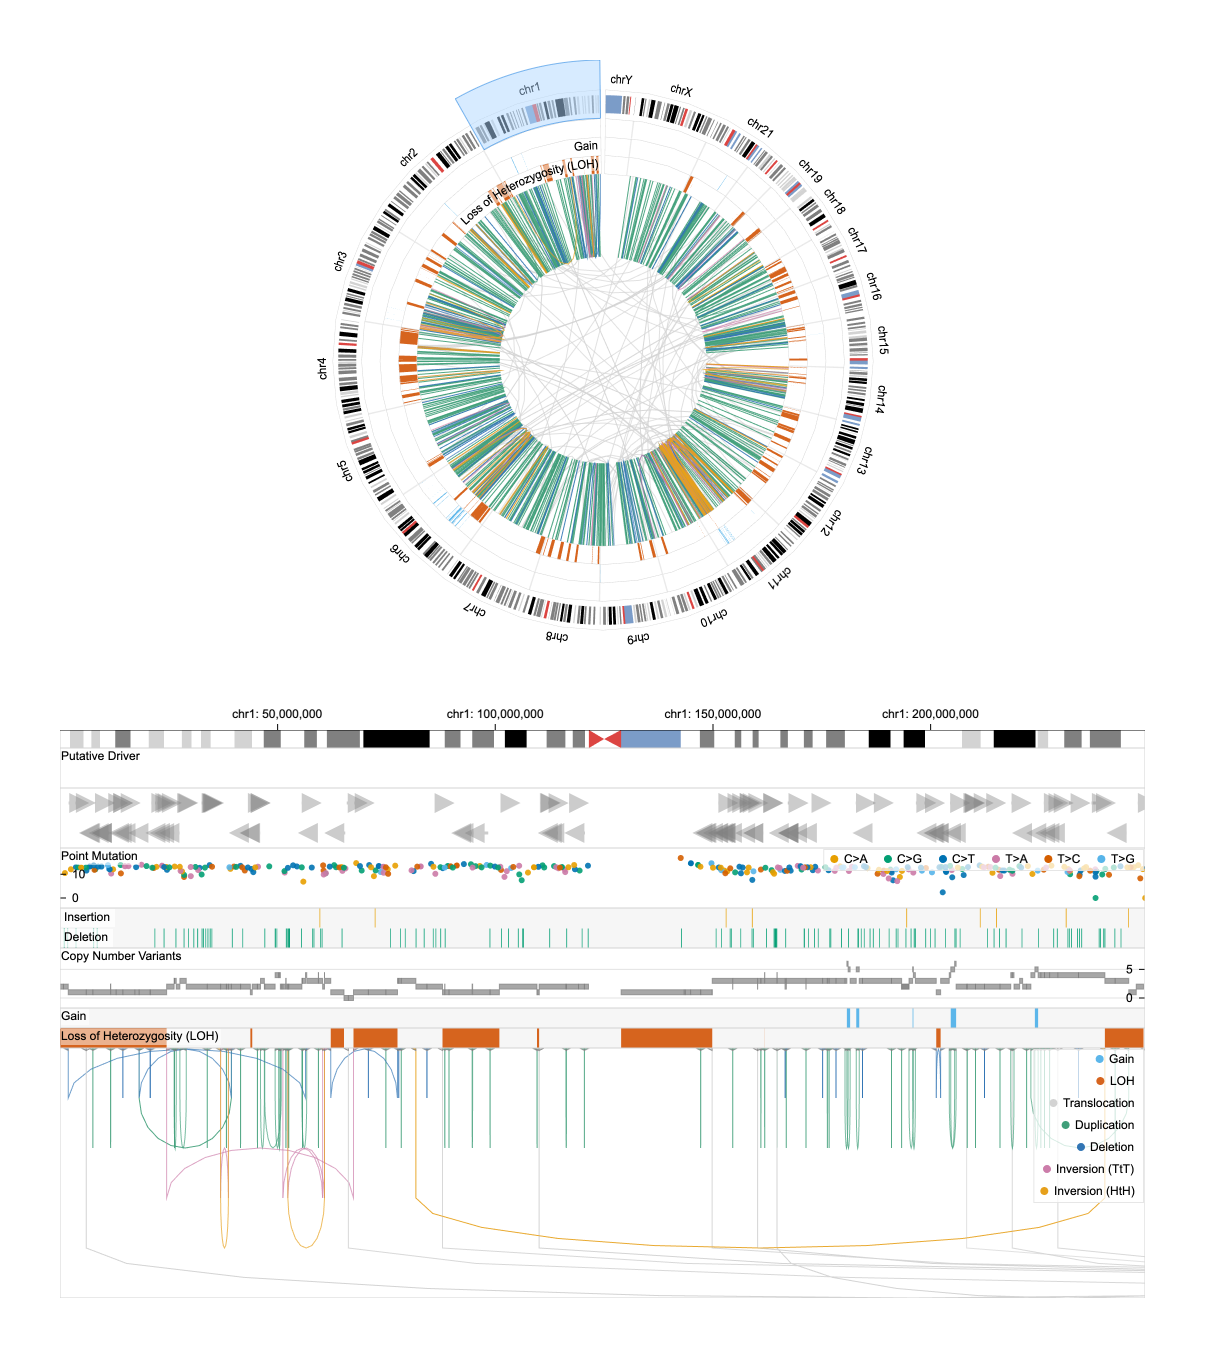 chr1
chrY
chrX
chr21
chr19
chr18
chr17
chr16
chr15
chr14
chr13
chr12
chr11
chr10
chr9
chr8
chr7
chr6
chr5
chr4
chr3
chr2
Gain
Loss of Heterozygosity (LOH)
chr1: 50,000,000 chr1: 100,000,000 chr1: 150,000,000 chr1: 200,000,000
Putative Driver
Point Mutation
C>A C>G C>T T>A T>C T>G
10
0
Insertion
Deletion
Copy Number Variants
5
0
Gain
Loss of Heterozygosity (LOH)
Gain
LOH
Translocation
Duplication
Deletion
Inversion (TtT)
Inversion (HtH)